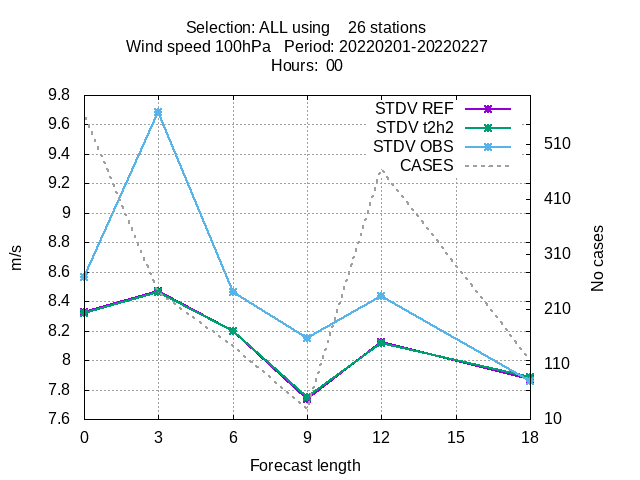 Selection: ALL using    26 stations
Wind speed 100hPa   Period: 20220201-20220227
Hours:  00
STDV REF
STDV t2h2
STDV OBS
CASES
9.8
9.6
9.4
9.2
9
8.8
8.6
8.4
8.2
8
7.8
7.6
m/s
510
410
310
210
110
10
No cases
0 3 6 9 12 15 18
Forecast length